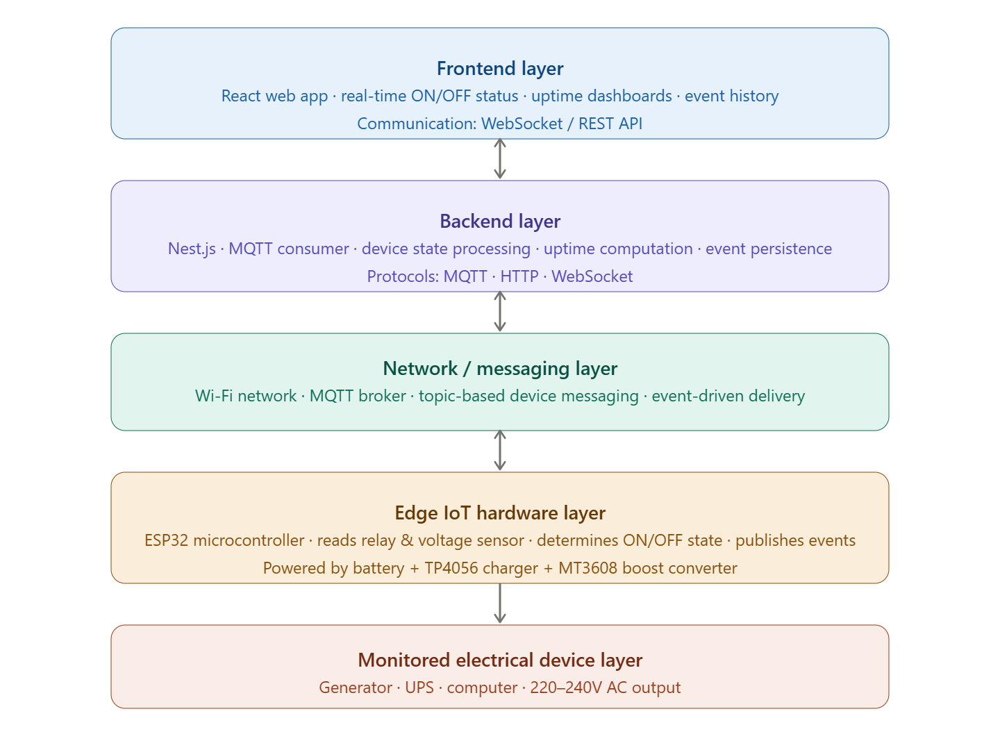 Frontend layer
React web app · real-time ON/OFF status · uptime dashboards · event history
Communication: WebSocket / REST API
Backend layer
Nest.js · MQTT consumer · device state processing · uptime computation · event persistence
Protocols: MQTT · HTTP · WebSocket
Network / messaging layer
Wi-Fi network · MQTT broker · topic-based device messaging · event-driven delivery
Edge IoT hardware layer
ESP32 microcontroller · reads relay & voltage sensor · determines ON/OFF state · publishes events
Powered by battery + TP4056 charger + MT3608 boost converter
Monitored electrical device layer
Generator · UPS · computer · 220–240V AC output